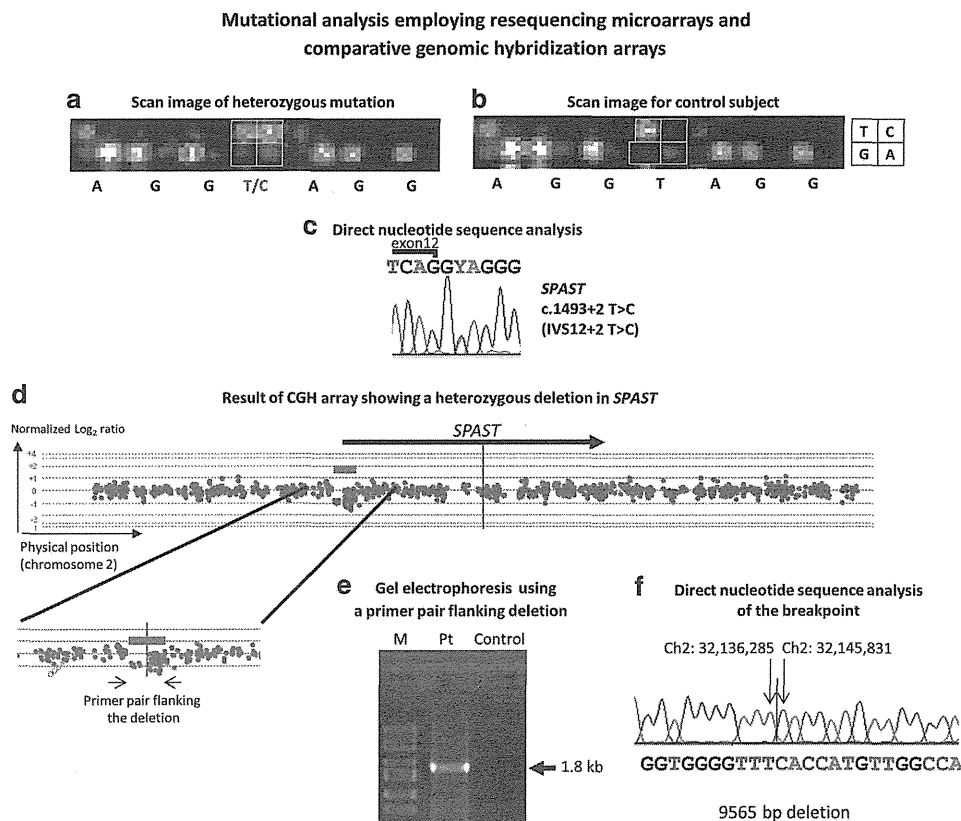 Mutational analysis employing resequencing microarrays and
comparative genomic hybridization arrays
a
Scan image of heterozygous mutation
A G G T/C A G G
b
Scan image for control subject
A G G T A G G
T C
G A
c
Direct nucleotide sequence analysis
exon12
TCAGGYAGGG
SPAST
c.1493+2 T>C
(IVS12+2 T>C)
d
Result of CGH array showing a heterozygous deletion in SPAST
Normalized Log2 ratio
SPAST
+4
+2
+1
0
-1
-2
Physical position
(chromosome 2)
Primer pair flanking
the deletion
e
Gel electrophoresis using
a primer pair flanking deletion
M Pt Control
1.8 kb
f
Direct nucleotide sequence analysis
of the breakpoint
Ch2: 32,136,285 Ch2: 32,145,831
GGTGGGGTTTCACCATGTTGGCCA
9565 bp deletion